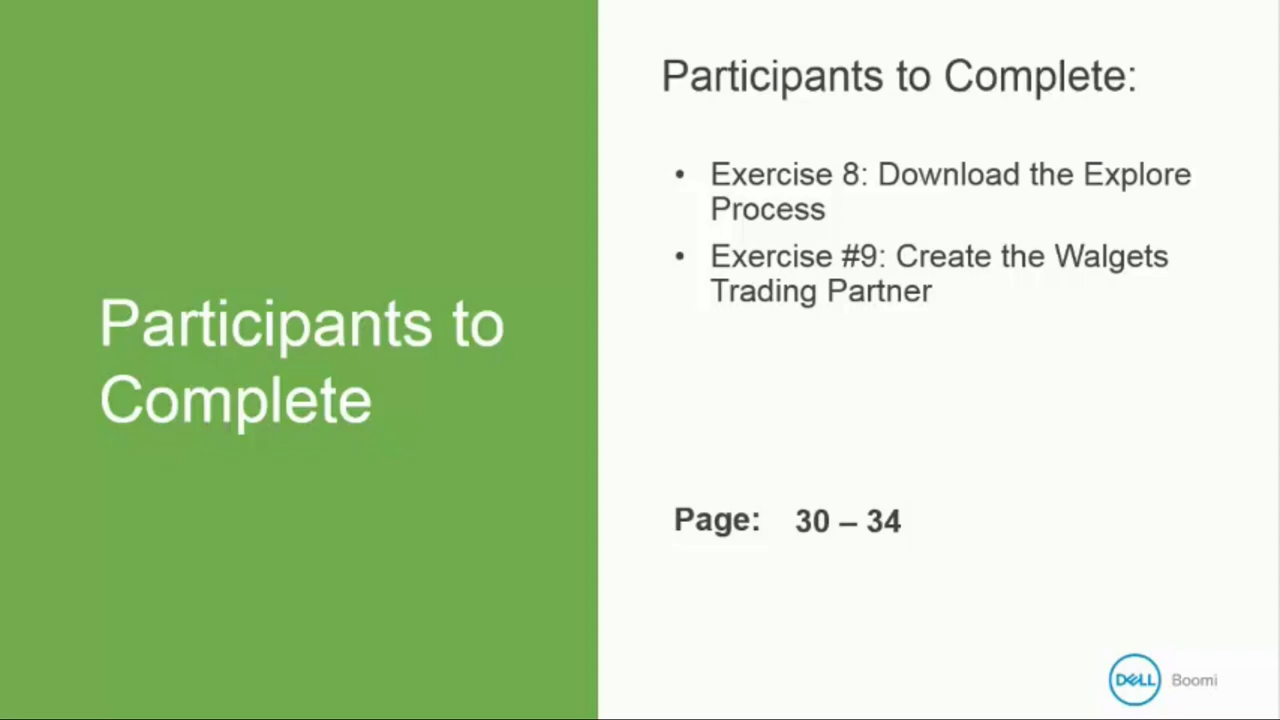 Participants to
Complete
Participants to Complete:
• Exercise 8: Download the Explore
Process
• Exercise #9: Create the Walgets
Trading Partner
Page: 30 – 34
DELL Boomi